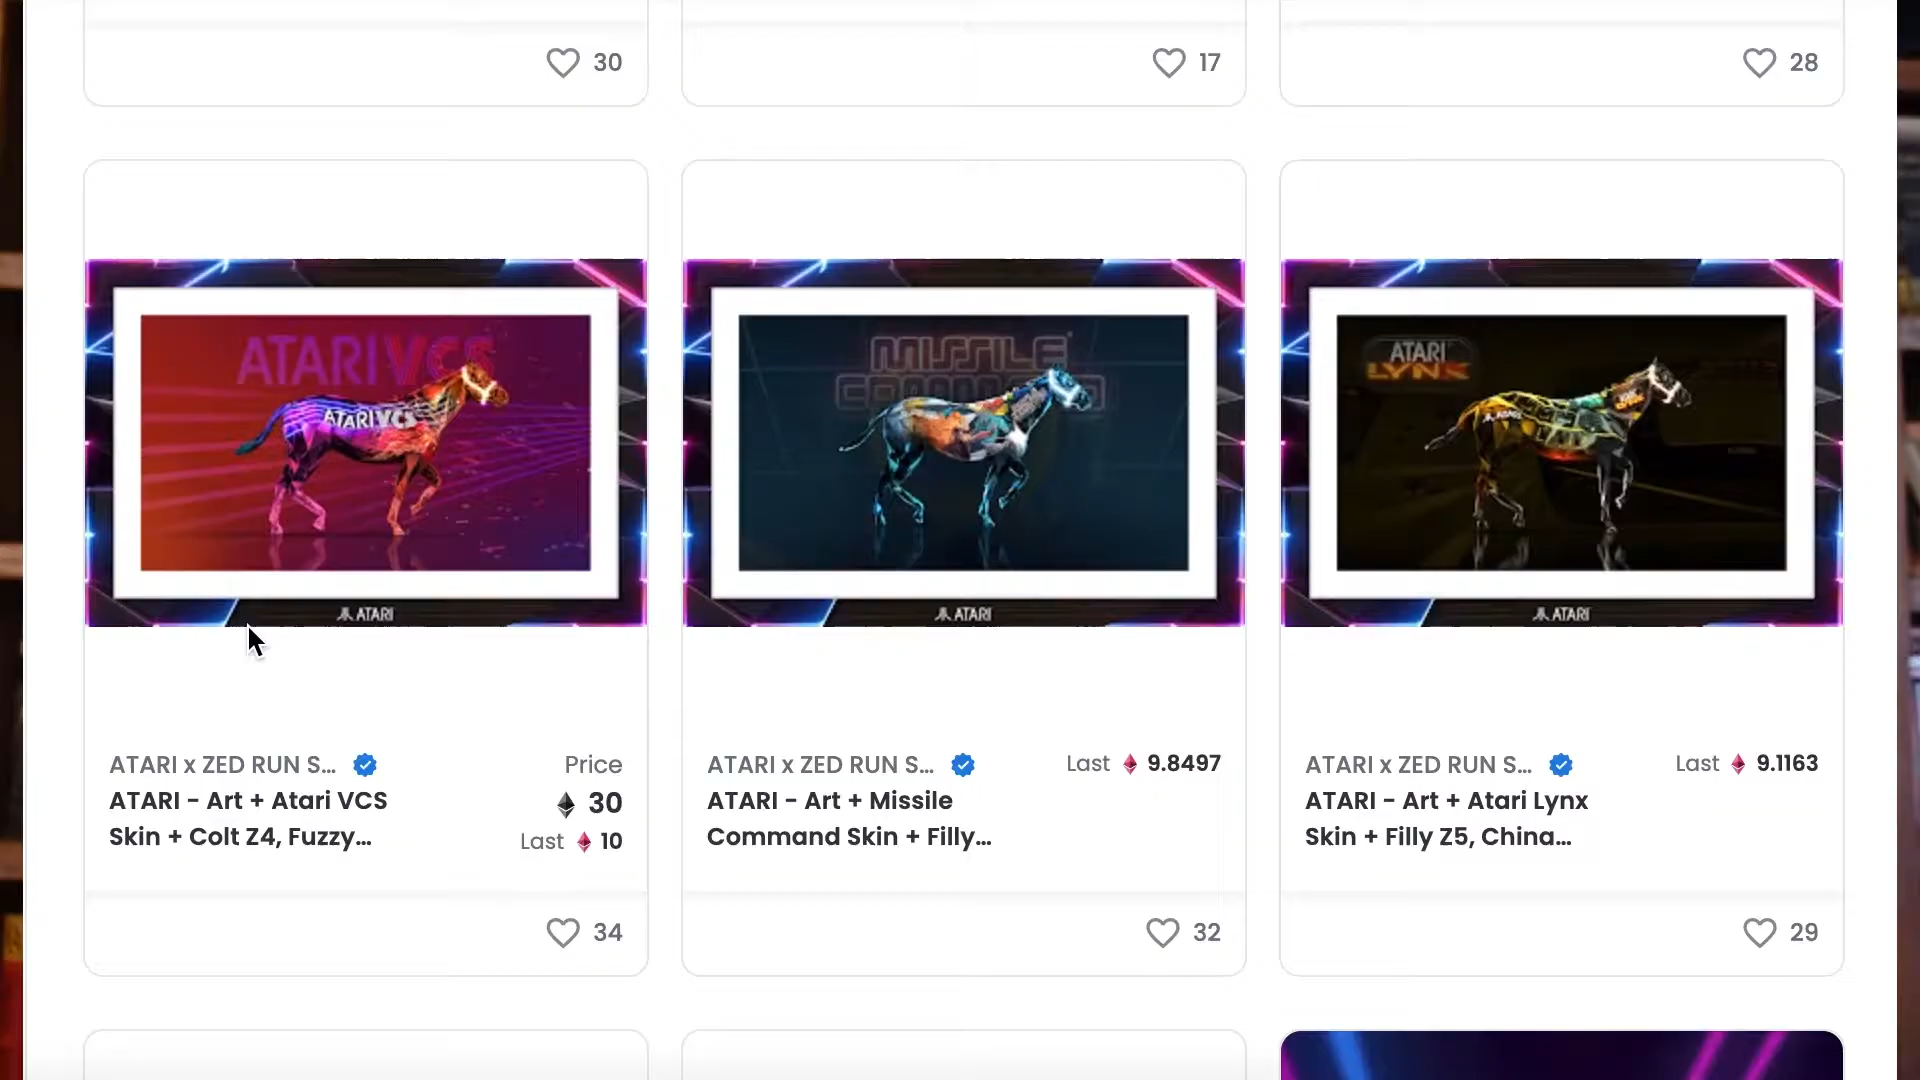 30
17
28
ATARI VCS
ATARI VCS
ATARI
MISSILE
COMMAND
ATARI
ATARI
LYNX
ATARI
ATARI x ZED RUN S...
Price
ATARI - Art + Atari VCS
30
Skin + Colt Z4, Fuzzy...
Last 10
34
ATARI x ZED RUN S...
Last 9.8497
ATARI - Art + Missile
Command Skin + Filly...
32
ATARI x ZED RUN S...
Last 9.1163
ATARI - Art + Atari Lynx
Skin + Filly Z5, China...
29